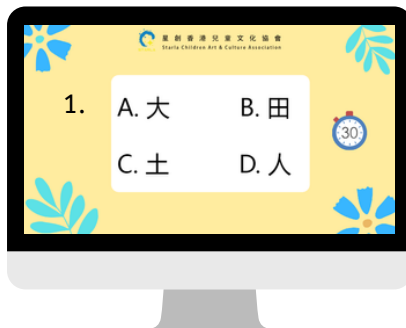 星創香港兒童文化協會
Starla Children Art & Culture Association
1.
A. 大 B. 田
30
C. 土 D. 人